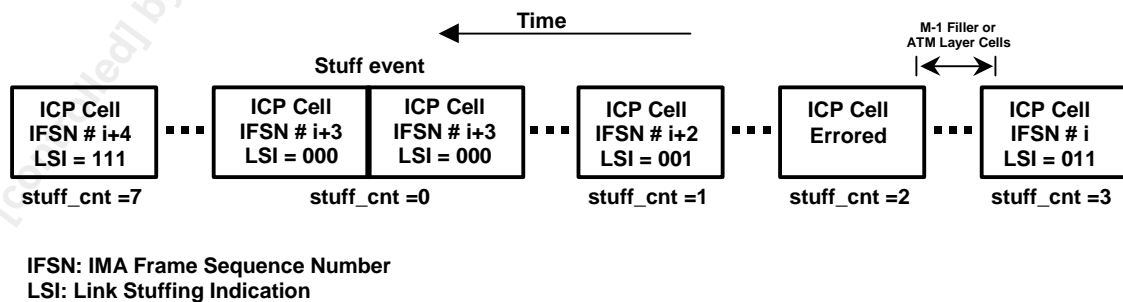 Time
M-1 Filler or
ATM Layer Cells
Stuff event
ICP Cell
IFSN # i+4
LSI = 111
ICP Cell
IFSN # i+3
LSI = 000
ICP Cell
IFSN # i+3
LSI = 000
ICP Cell
IFSN # i+2
LSI = 001
ICP Cell
Errored
ICP Cell
IFSN # i
LSI = 011
stuff_cnt =7
stuff_cnt =0
stuff_cnt =1
stuff_cnt =2
stuff_cnt =3
IFSN: IMA Frame Sequence Number
LSI: Link Stuffing Indication